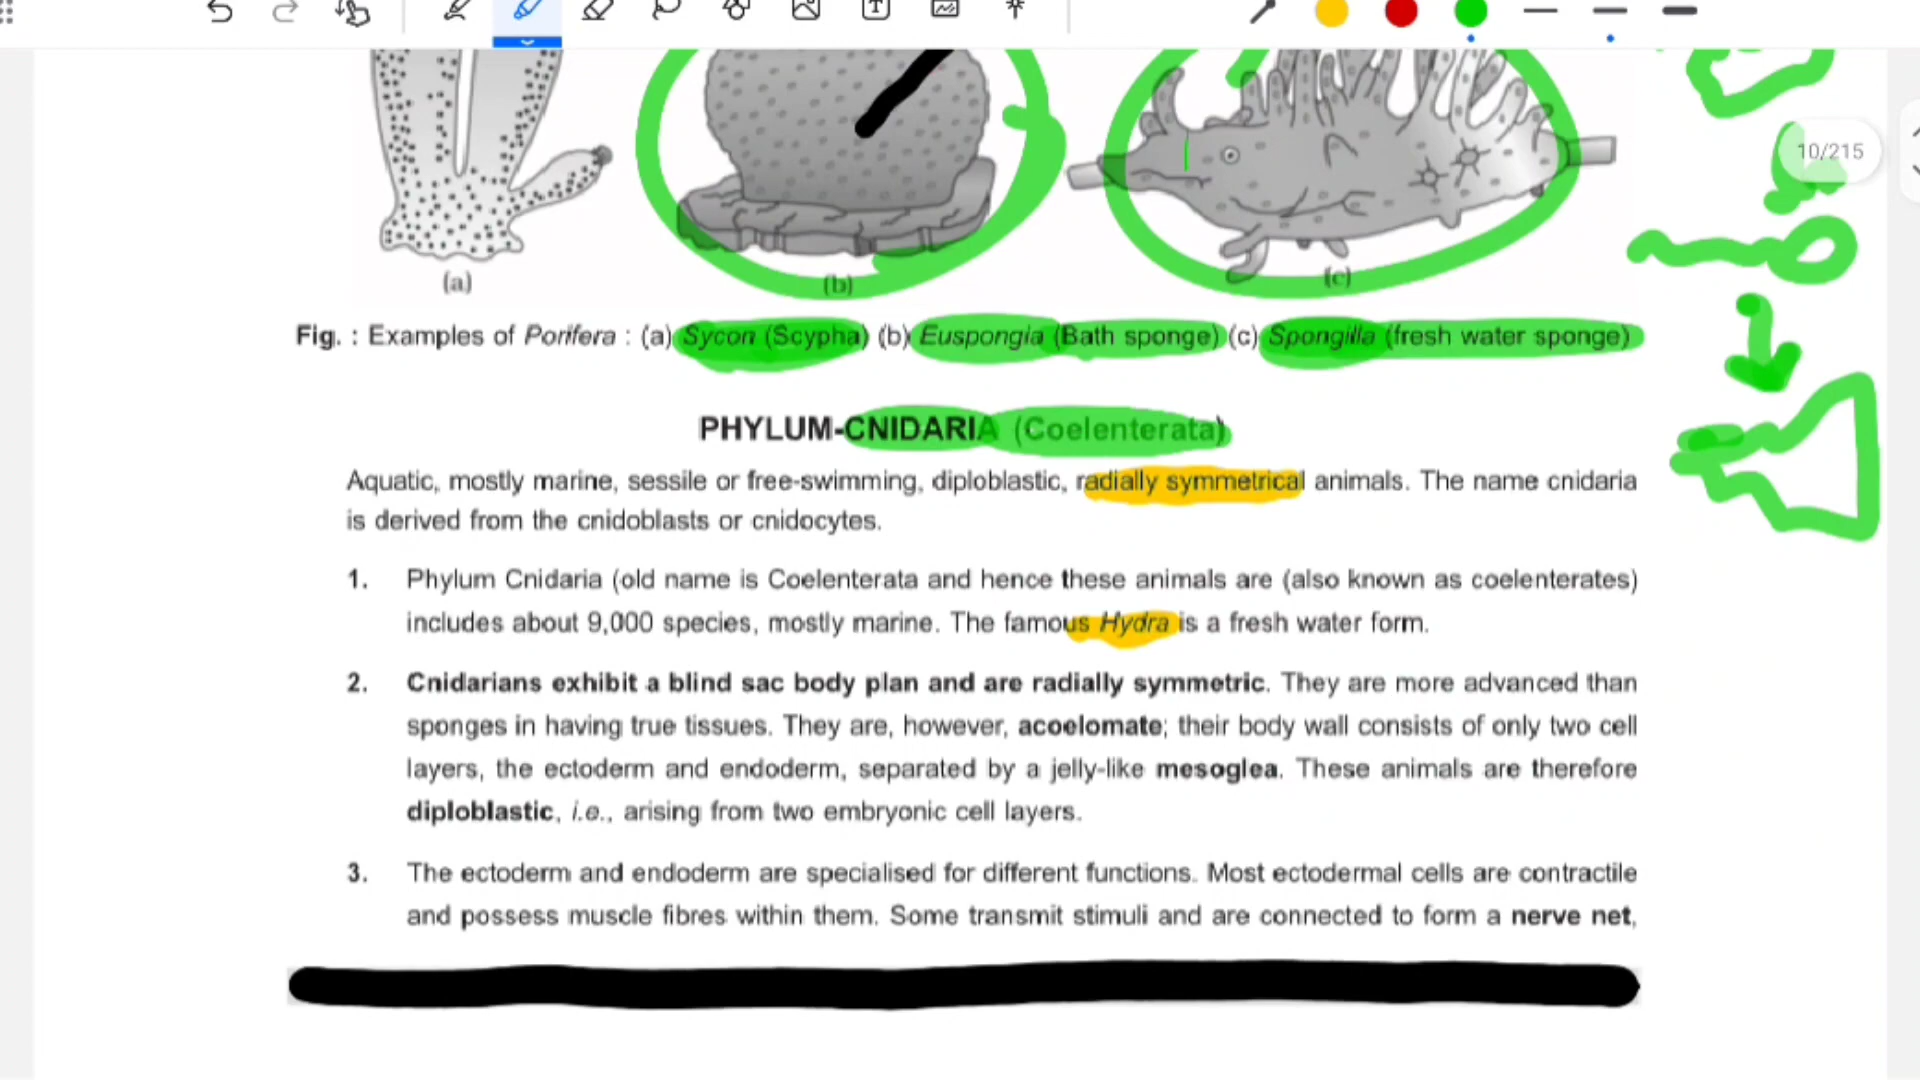 10/215
(a)
(b)
(c)
Fig. : Examples of Porifera : (a) Sycon (Scypha) (b) Euspongia (Bath sponge) (c) Spongilla (fresh water sponge)
PHYLUM-CNIDARIA (Coelenterata)
Aquatic, mostly marine, sessile or free-swimming, diploblastic, radially symmetrical animals. The name cnidaria
is derived from the cnidoblasts or cnidocytes.
1. Phylum Cnidaria (old name is Coelenterata and hence these animals are (also known as coelenterates)
includes about 9,000 species, mostly marine. The famous Hydra is a fresh water form.
2. Cnidarians exhibit a blind sac body plan and are radially symmetric. They are more advanced than
sponges in having true tissues. They are, however, acoelomate; their body wall consists of only two cell
layers, the ectoderm and endoderm, separated by a jelly-like mesoglea. These animals are therefore
diploblastic, i.e., arising from two embryonic cell layers.
3. The ectoderm and endoderm are specialised for different functions. Most ectodermal cells are contractile
and possess muscle fibres within them. Some transmit stimuli and are connected to form a nerve net,